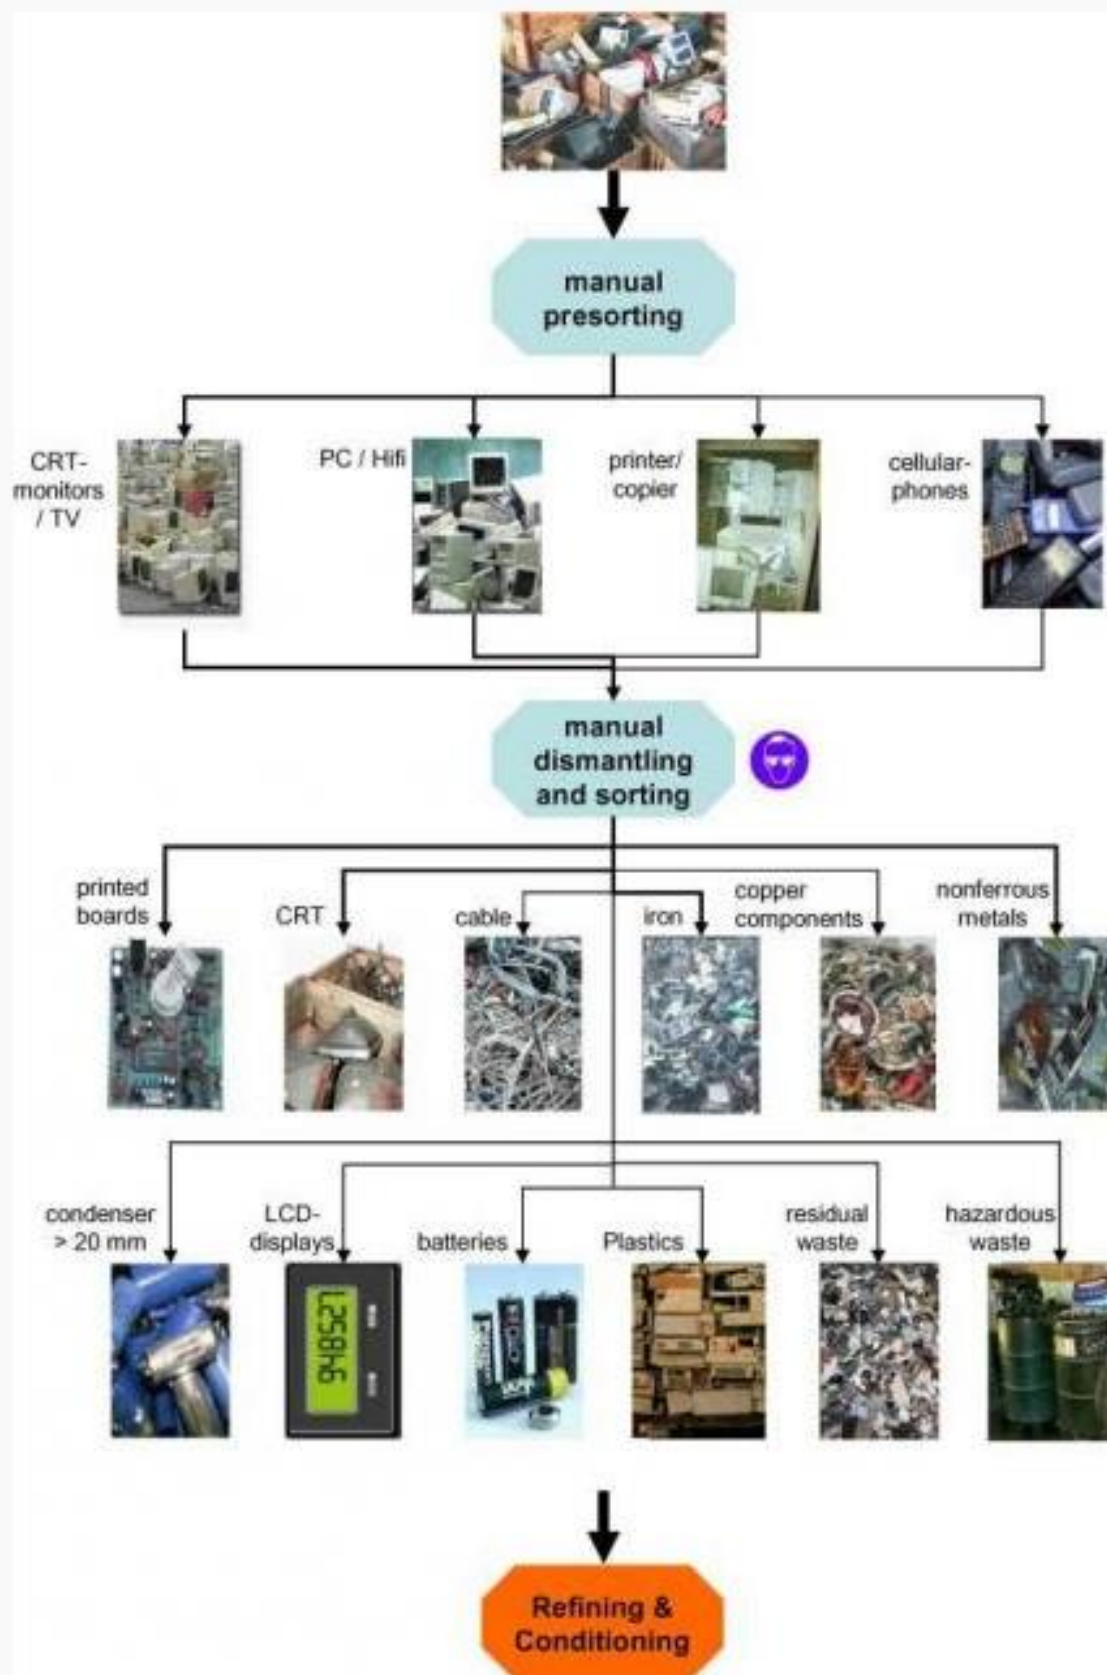 manual
presorting
CRT-
monitors
/ TV
PC / Hifi
printer/
copier
cellular-
phones
manual
dismantling
and sorting
printed
boards
CRT
cable
iron
copper
components
nonferrous
metals
condenser
> 20 mm
LCD-
displays
batteries
Plastics
residual
waste
hazardous
waste
948527
Refining &
Conditioning